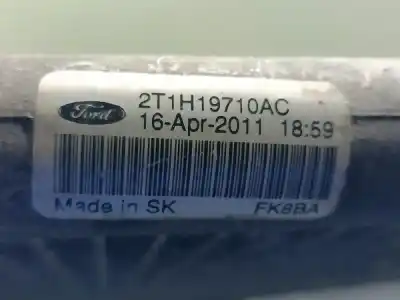 Ford
2T1H19710AC
16-Apr-2011 18:59
Made in SK FK8BA